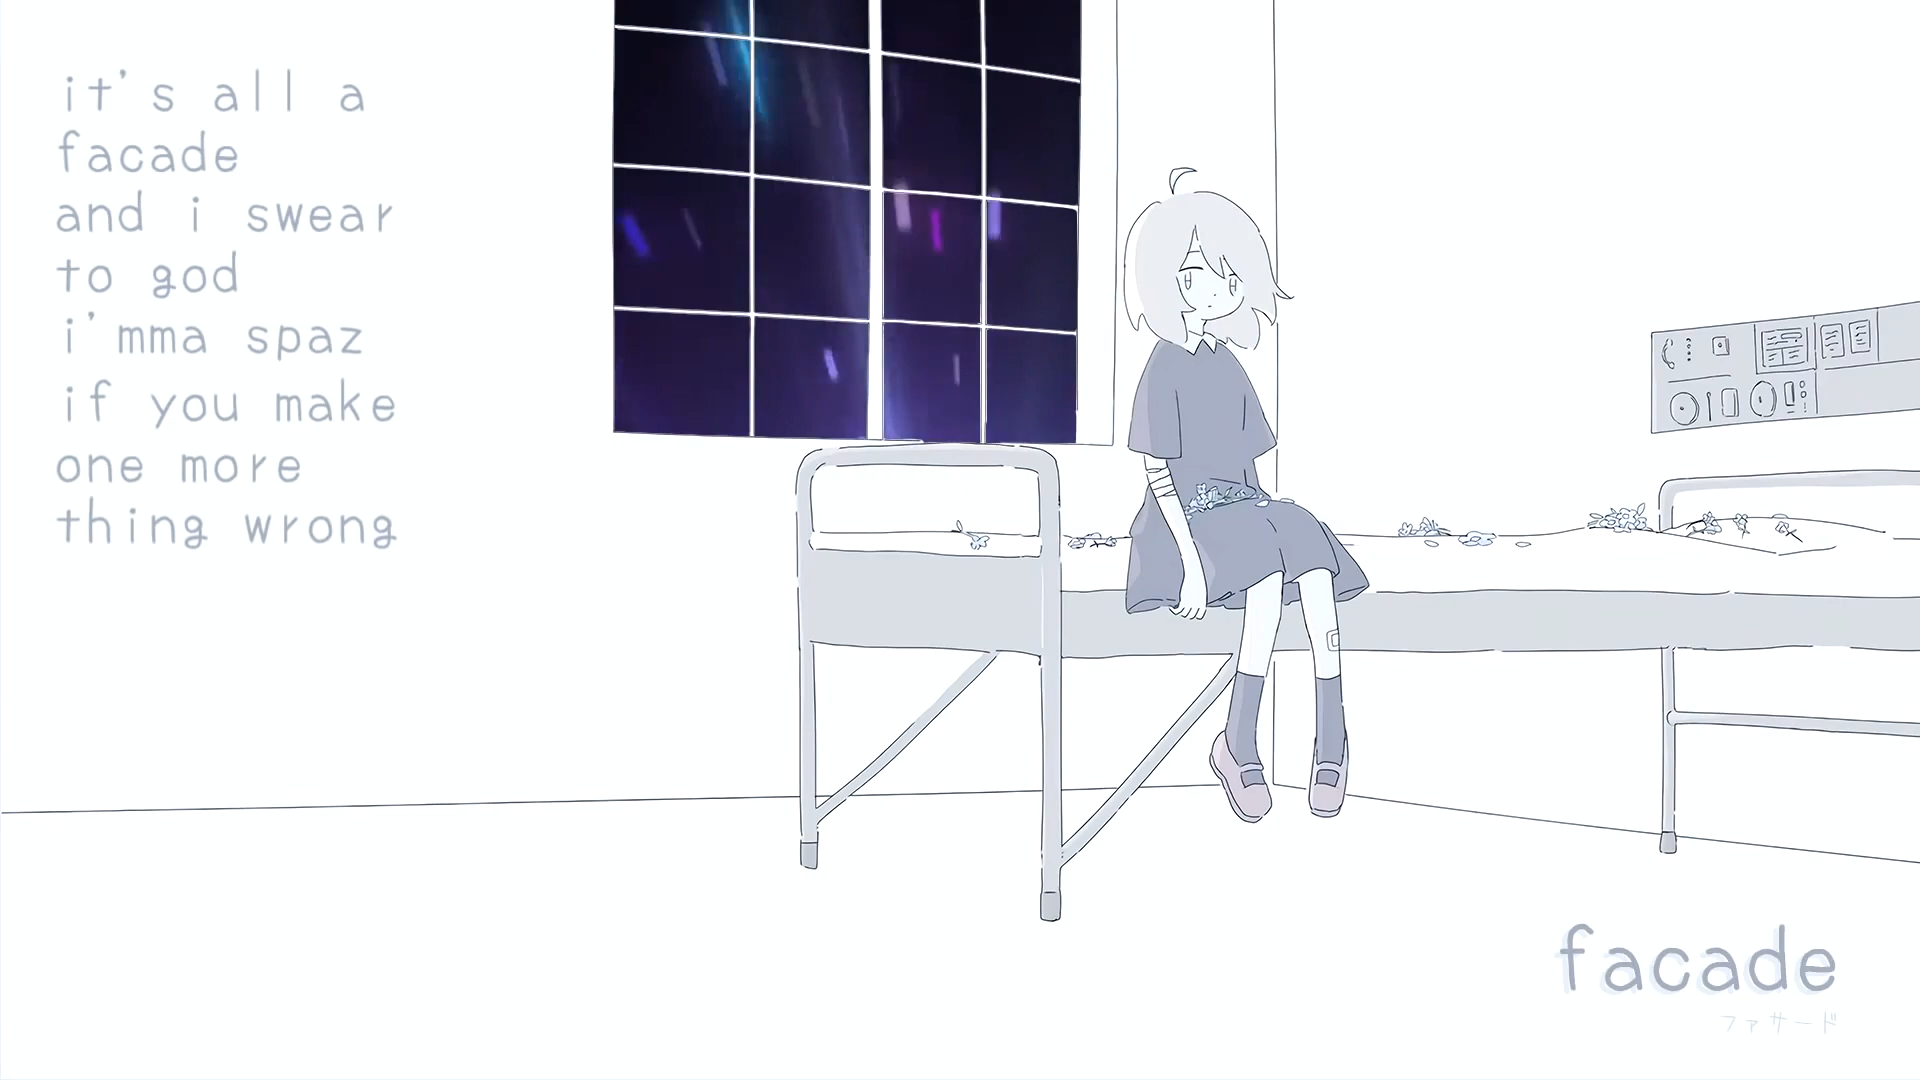 it's all a
facade
and i swear
to god
i'mma spaz
if you make
one more
thing wrong
facade
ファサード